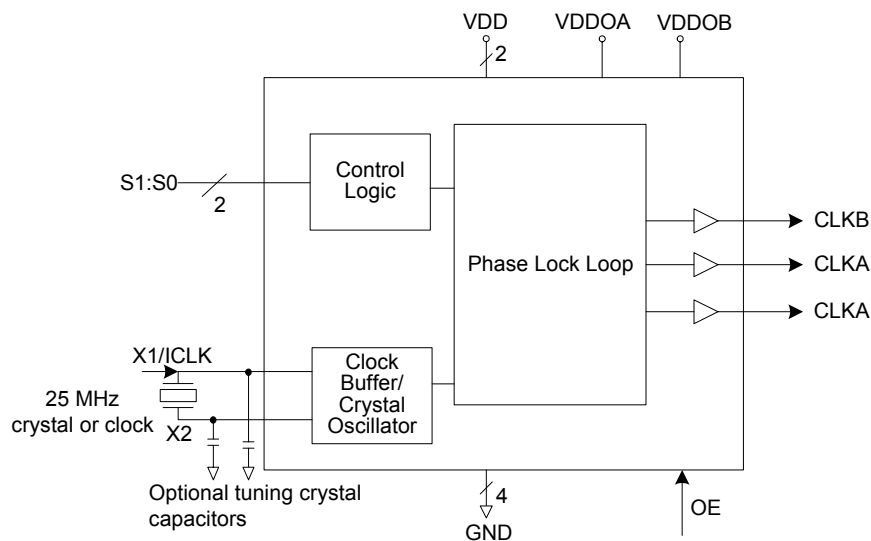 VDD
VDDOA
VDDOB
2
S1:S0
2
Control
Logic
Phase Lock Loop
CLKB
CLKA
CLKA
X1/ICLK
25 MHz
crystal or clock
X2
Clock
Buffer/
Crystal
Oscillator
Optional tuning crystal
capacitors
4
GND
OE